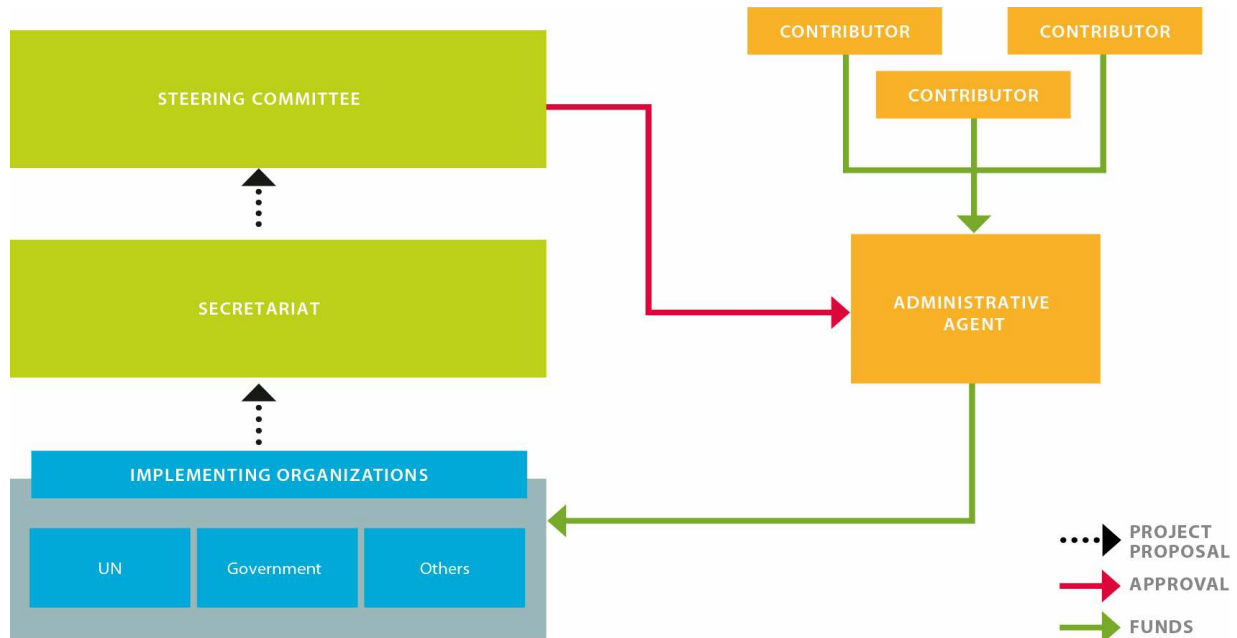 CONTRIBUTOR
CONTRIBUTOR
CONTRIBUTOR
STEERING COMMITTEE
SECRETARIAT
ADMINISTRATIVE
AGENT
IMPLEMENTING ORGANIZATIONS
UN
Government
Others
PROJECT
PROPOSAL
APPROVAL
FUNDS